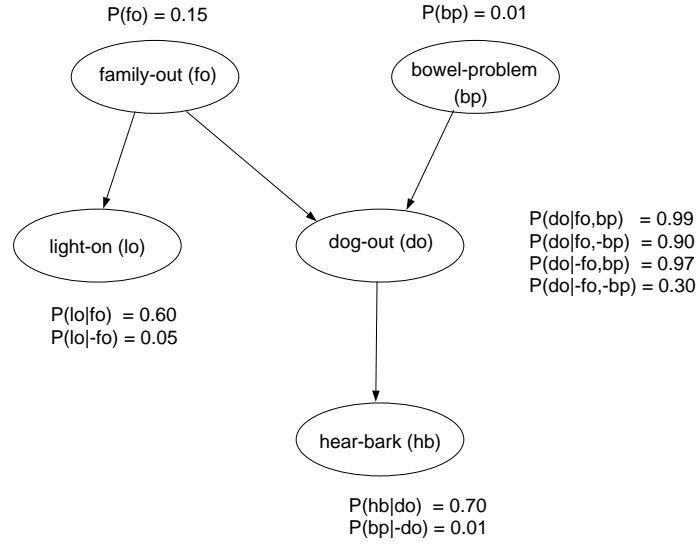 P(fo) = 0.15
P(bp) = 0.01
family-out (fo)
bowel-problem
(bp)
light-on (lo)
dog-out (do)
P(do|fo,bp) = 0.99
P(do|fo,-bp) = 0.90
P(do|-fo,bp) = 0.97
P(do|-fo,-bp) = 0.30
P(lo|fo) = 0.60
P(lo|-fo) = 0.05
hear-bark (hb)
P(hb|do) = 0.70
P(bp|-do) = 0.01